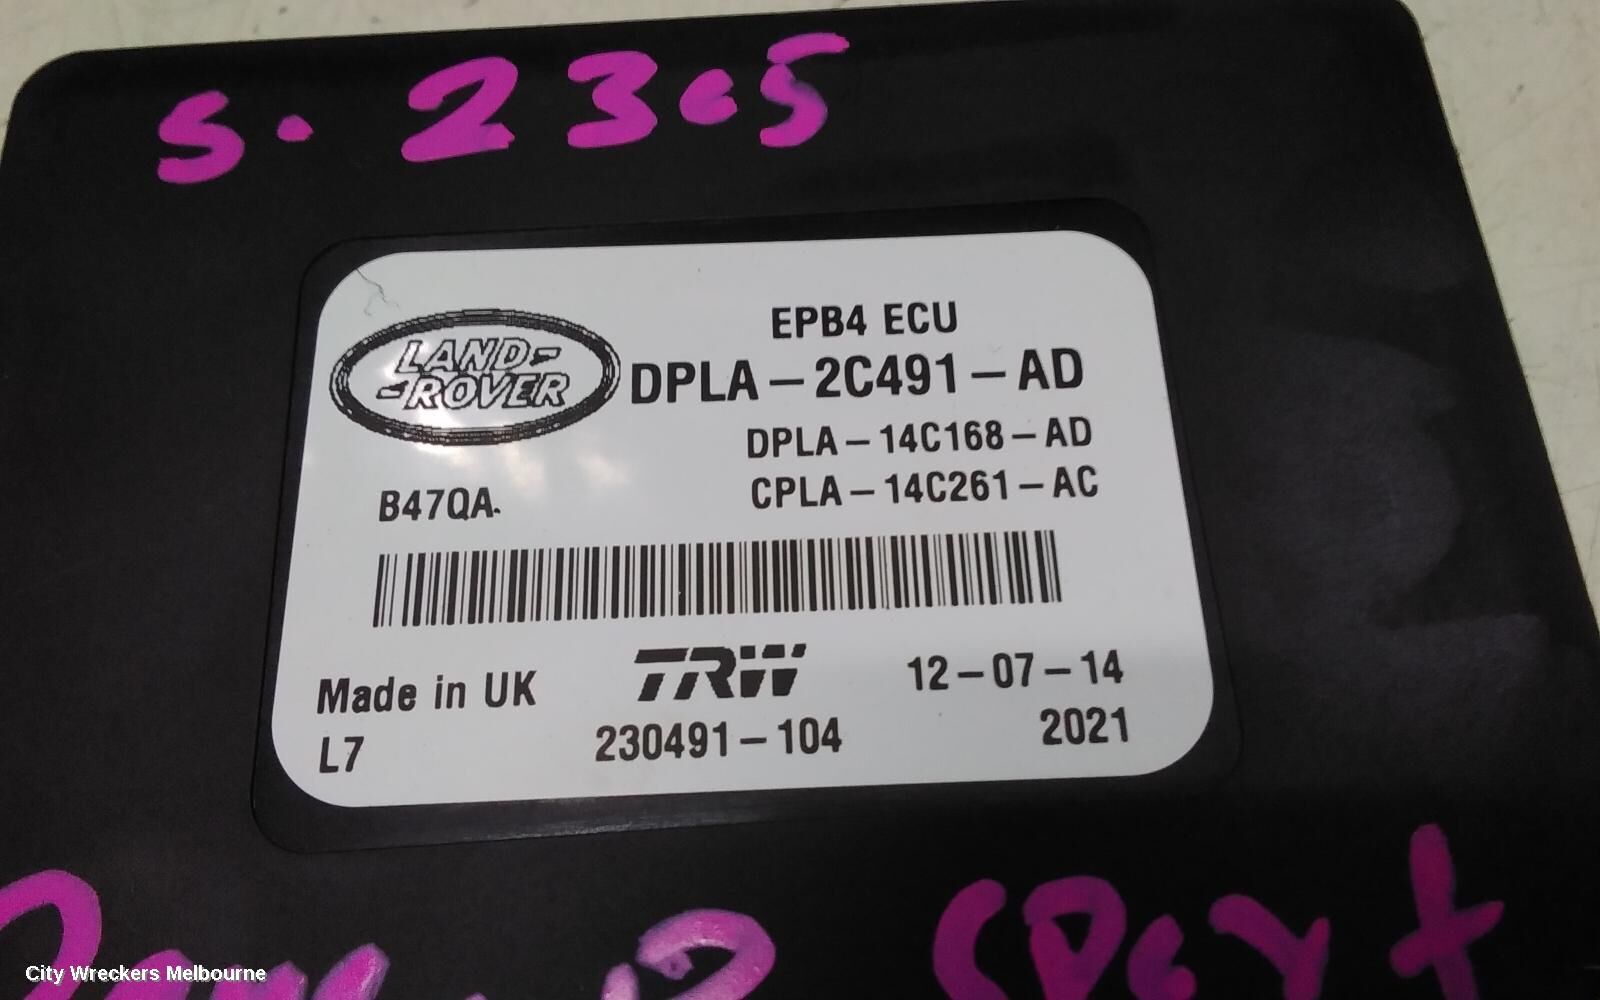 S. 2305
EPB4 ECU
LAND-
-ROVER
DPLA-2C491-AD
DPLA-14C168-AD
CPLA-14C261-AC
B47QA.
Made in UK
TRW
12-07-14
L7
230491-104
2021
City Wreckers Melbourne